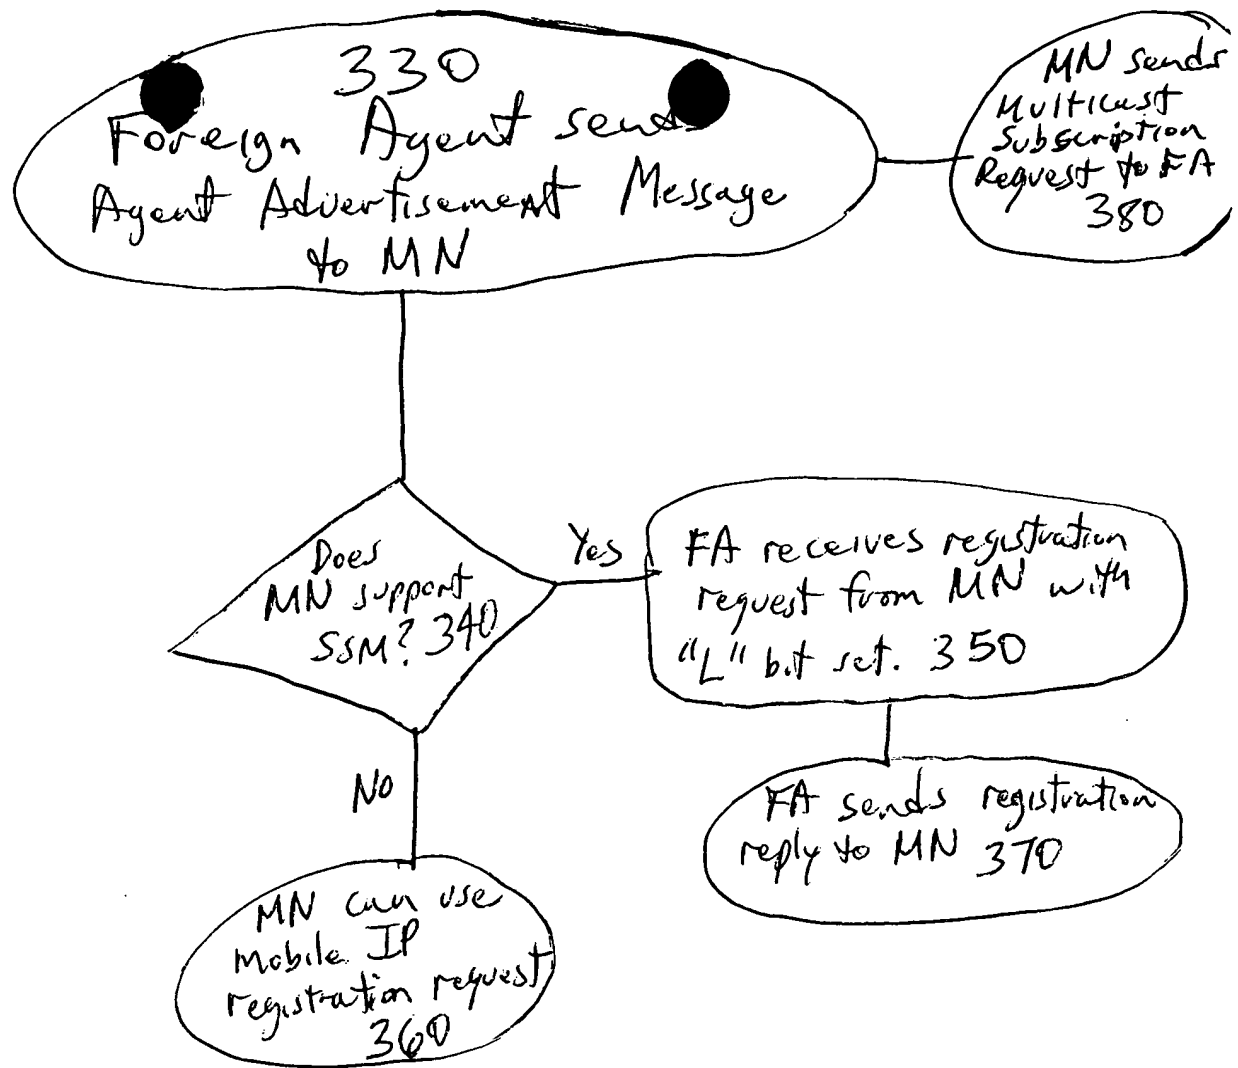 330
Foreign Agent sends
Agent Advertisement Message
to MN
MN sends
Multicast
Subscription
Request to FA
380
Does
MN support
SSM? 340
Yes
FA receives registration
request from MN with
"L" bit set. 350
No
FA sends registration
reply to MN 370
MN can use
Mobile IP
registration request
360